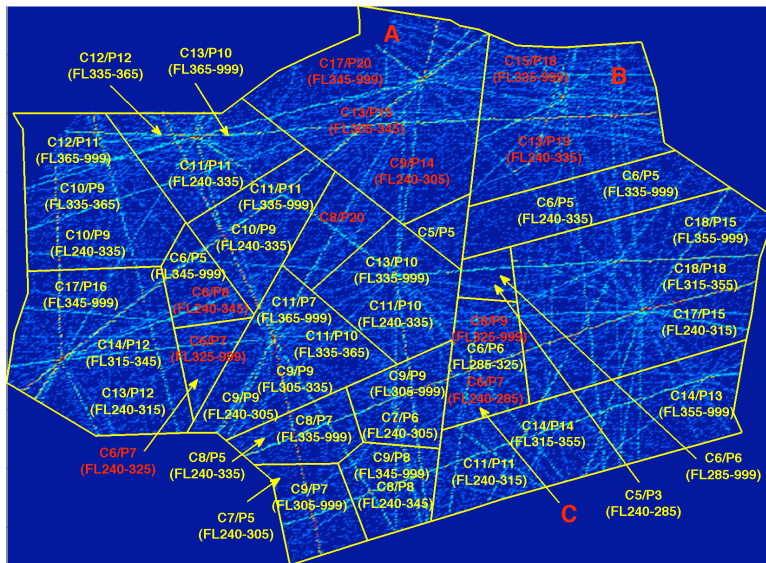 A
B
C12/P12
(FL335-365)
C13/P10
(FL365-999)
C17/P20
(FL345-999)
C15/P18
(FL335-999)
C13/P16
(FL305-345)
C13/P19
(FL240-335)
C12/P11
(FL365-999)
C11/P11
(FL240-335)
C9/P14
(FL240-305)
C10/P9
(FL335-365)
C11/P11
(FL335-999)
C6/P5
(FL240-335)
C6/P5
(FL335-999)
C10/P9
(FL240-335)
C10/P9
(FL240-335)
C8/P20
C5/P5
C18/P15
(FL355-999)
C6/P5
(FL345-999)
C13/P10
(FL335-999)
C18/P18
(FL315-355)
C17/P16
(FL345-999)
(FL240-345)
C11/P7
(FL365-999)
C11/P10
(FL240-335)
C17/P15
(FL240-315)
C14/P12
(FL315-345)
C6/P7
(FL325-999)
C11/P10
(FL335-365)
C8/P9
(FL325-999)
C6/P6
(FL285-325)
C13/P12
(FL240-315)
C9/P9
(FL305-335)
C9/P9
(FL305-999)
C6/P7
(FL240-285)
C9/P9
(FL240-305)
C14/P13
(FL355-999)
C8/P7
(FL335-999)
C7/P6
(FL240-305)
C14/P14
(FL315-355)
C6/P7
(FL240-325)
C8/P5
(FL240-335)
C9/P8
(FL345-999)
C11/P11
(FL240-315)
C6/P6
(FL285-999)
C9/P7
(FL305-999)
C8/P8
(FL240-345)
C5/P3
(FL240-285)
C7/P5
(FL240-305)
C